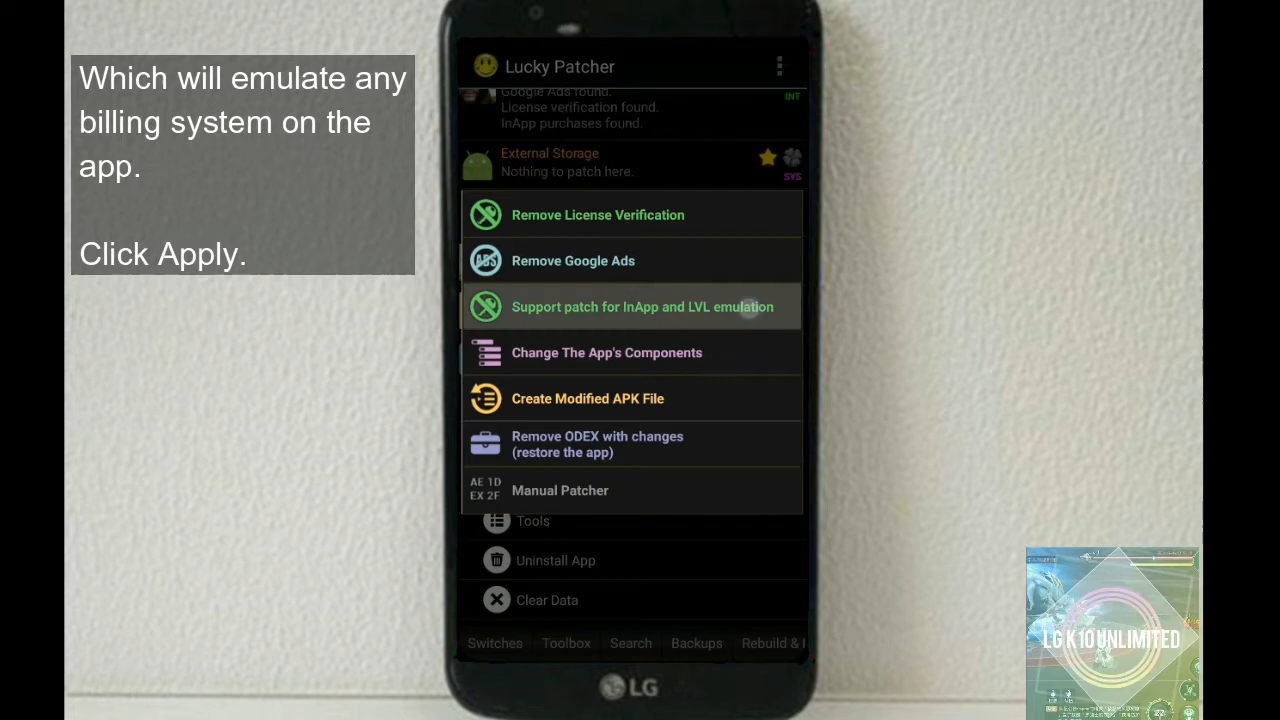 Which will emulate any
billing system on the
app.
Click Apply.
Lucky Patcher
Google Ads found.
License verification found.
InApp purchases found.
INT
External Storage
Nothing to patch here.
SYS
Remove License Verification
ADS
Remove Google Ads
Support patch for InApp and LVL emulation
Change The App's Components
Create Modified APK File
Remove ODEX with changes
(restore the app)
AE 1D
EX 2F
Manual Patcher
Tools
Uninstall App
Clear Data
Switches Toolbox Search Backups Rebuild &
LG
LG K10 UNLIMITED